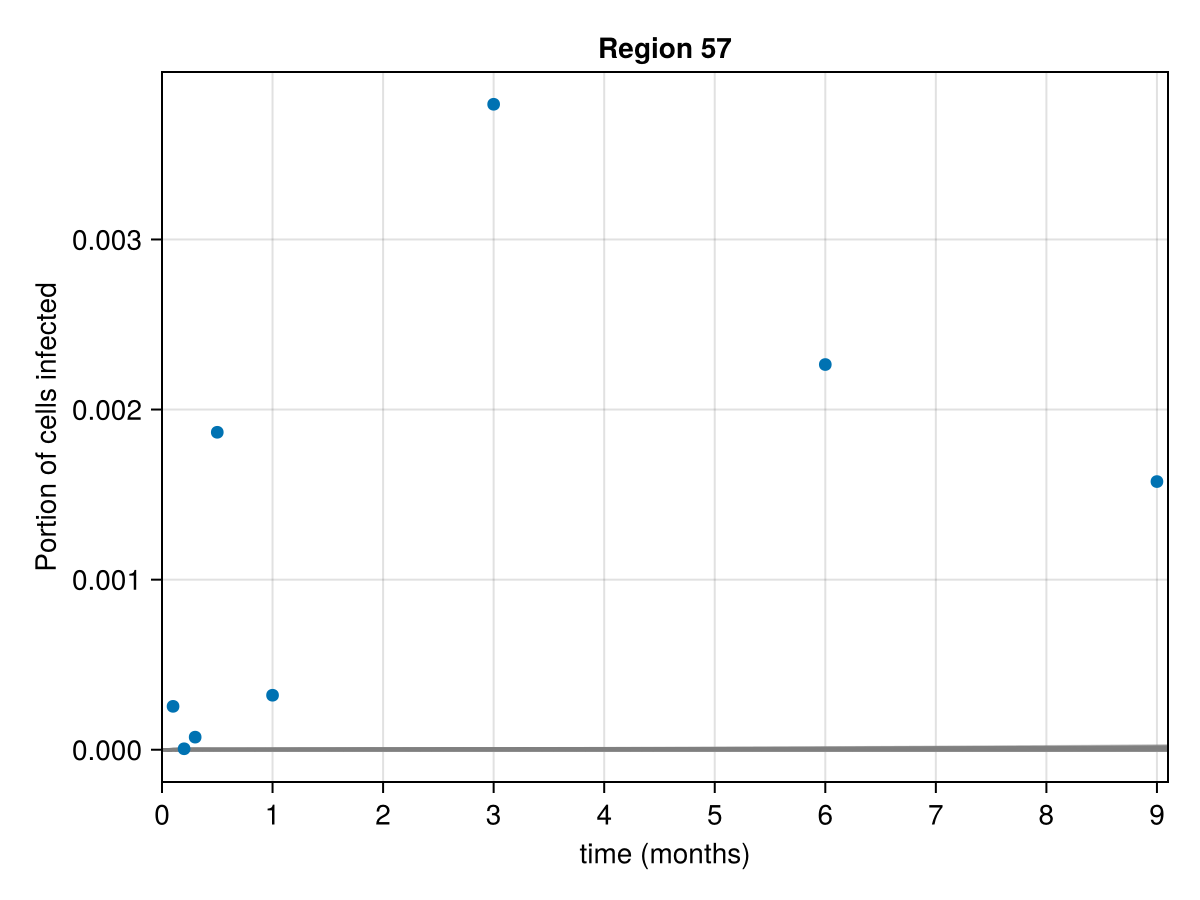 Region 57
Portion of cells infected
0.003
0.002
0.001
0.000
0 1 2 3 4 5 6 7 8 9
time (months)